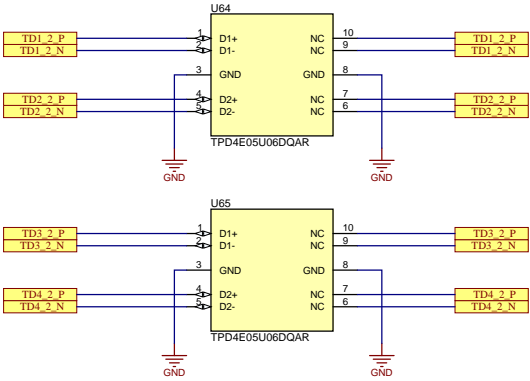 U64
TD1_2_P 1 D1+ NC 10 TD1_2_P
TD1_2_N 2 D1- NC 9 TD1_2_N
3 GND GND 8
TD2_2_P 4 D2+ NC 7 TD2_2_P
TD2_2_N 5 D2- NC 6 TD2_2_N
TPD4E05U06DQAR
GND GND
U65
TD3_2_P 1 D1+ NC 10 TD3_2_P
TD3_2_N 2 D1- NC 9 TD3_2_N
3 GND GND 8
TD4_2_P 4 D2+ NC 7 TD4_2_P
TD4_2_N 5 D2- NC 6 TD4_2_N
TPD4E05U06DQAR
GND GND